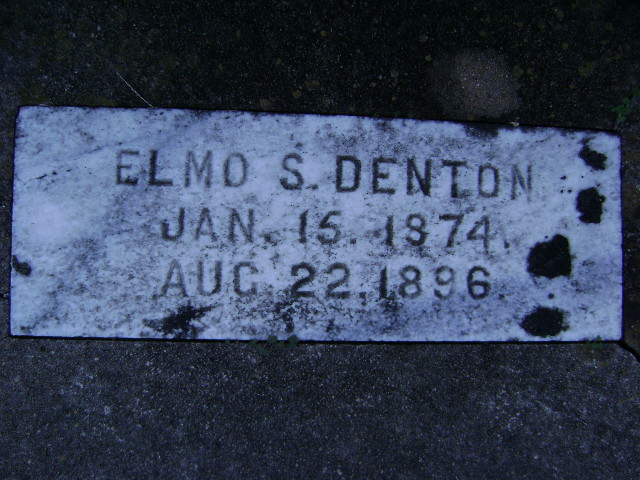 ELMO S. DENTON
JAN. 15. 1874.
AUG. 22, 1896.